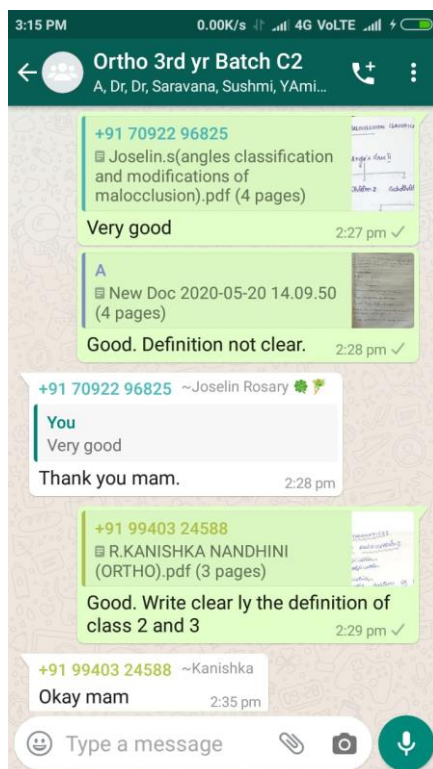 3:15 PM
0.00K/s 4G VoLTE
Ortho 3rd yr Batch C2
A, Dr, Dr, Saravana, Sushmi, YAmi...
+91 70922 96825
Joselin.s(angles classification
and modifications of
malocclusion).pdf (4 pages)
Very good
2:27 pm
A
New Doc 2020-05-20 14.09.50
(4 pages)
Good. Definition not clear.
2:28 pm
+91 70922 96825 ~Joselin Rosary
You
Very good
Thank you mam.
2:28 pm
+91 99403 24588
R.KANISHKA NANDHINI
(ORTHO).pdf (3 pages)
Good. Write clear ly the definition of
class 2 and 3
2:29 pm
+91 99403 24588 ~Kanishka
Okay mam
2:35 pm
Type a message